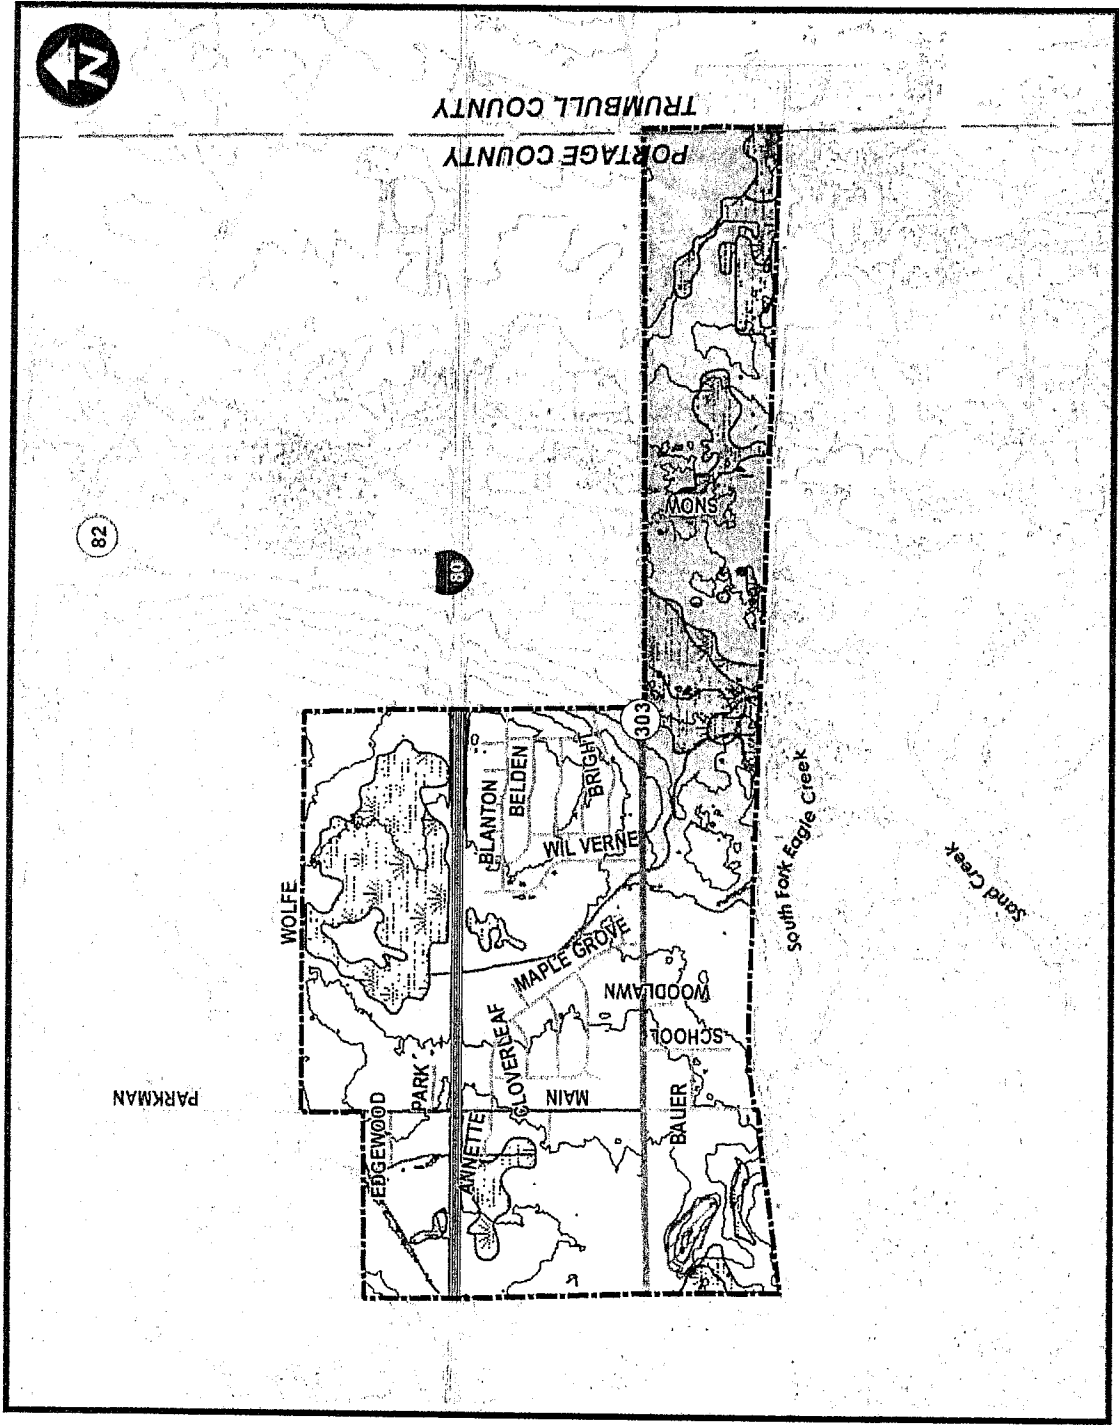 N
TRUMBULL COUNTY
PORTAGE COUNTY
82
80
303
SNOW
WOLFE
BLANTON
BELDEN
BRIGHT
WIL VERNE
MAPLE GROVE
WOODLAWN
SCHOOL
CLOVERLEAF
PARK
MAIN
BAUER
PARKMAN
EDGEWOOD
ANNETTE
South Fork Eagle Creek
Sand Creek